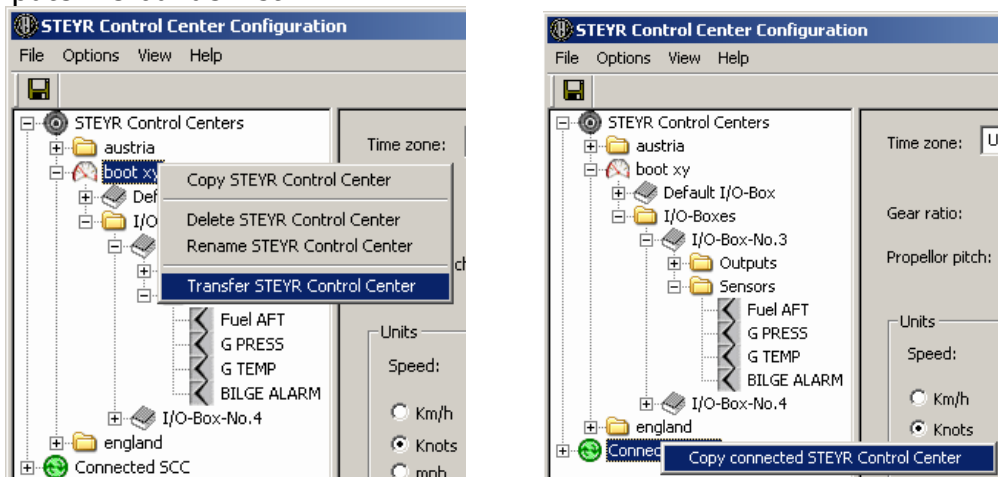 STEYR Control Center Configuration
File Options View Help
STEYR Control Centers
austria
boot xy
Def
I/O
Copy STEYR Control Center
Delete STEYR Control Center
Rename STEYR Control Center
Transfer STEYR Control Center
Fuel AFT
G PRESS
G TEMP
BILGE ALARM
I/O-Box-No.4
england
Connected SCC
Time zone:
Units
Speed:
Km/h
Knots
mph
STEYR Control Center Configuration
File Options View Help
STEYR Control Centers
austria
boot xy
Default I/O-Box
I/O-Boxes
I/O-Box-No.3
Outputs
Sensors
Fuel AFT
G PRESS
G TEMP
BILGE ALARM
I/O-Box-No.4
england
Connec
Copy connected STEYR Control Center
Time zone: U
Gear ratio:
Propellor pitch:
Units
Speed:
Km/h
Knots